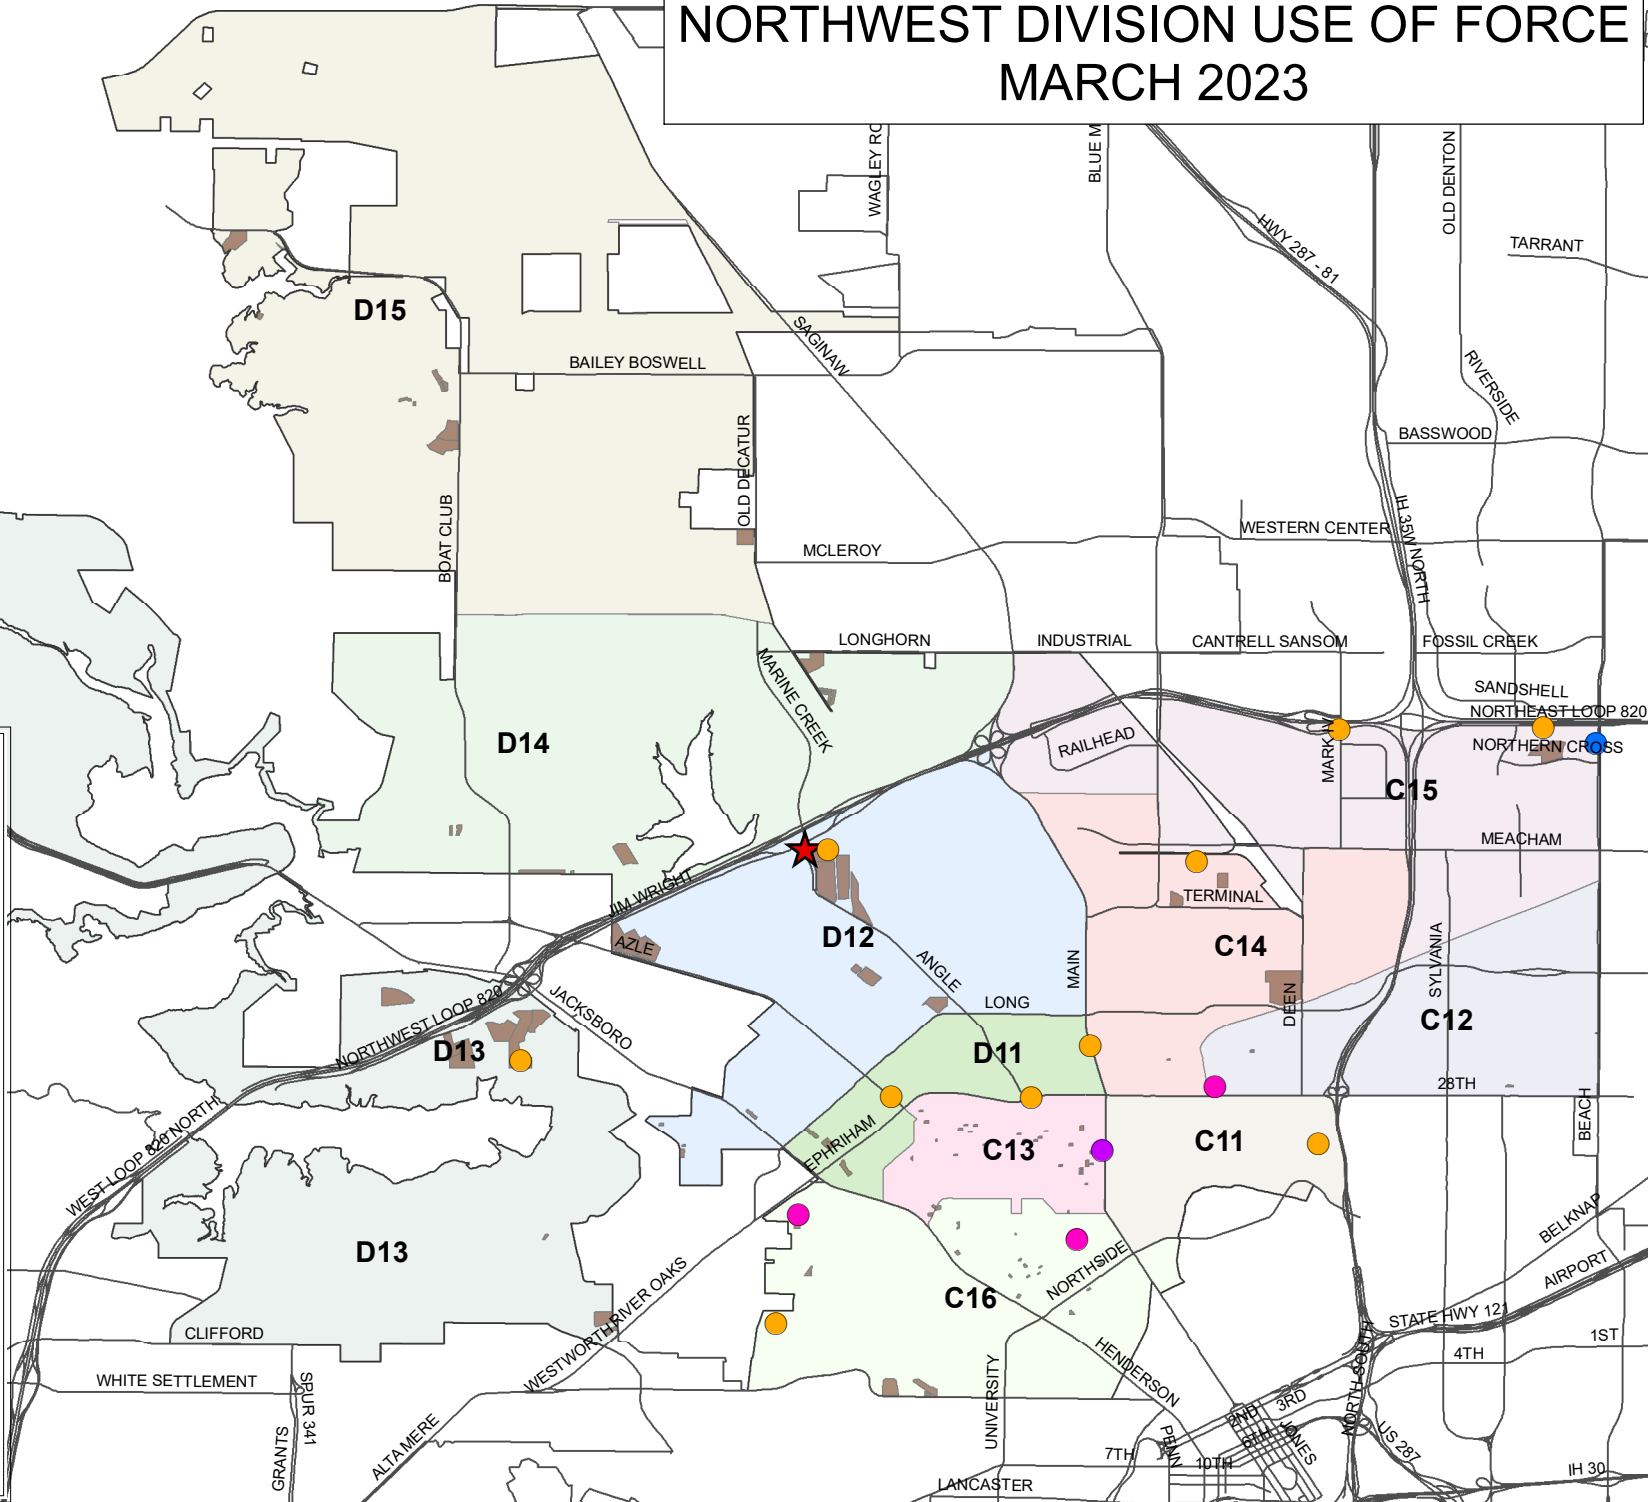 NORTHWEST DIVISION USE OF FORCE
MARCH 2023
WAGLEY RO
BLUE M
OLD DENTON
HWY 287 - 81
TARRANT
D15
SAGINAW
BAILEY BOSWELL
RIVERSIDE
OLD DECATUR
BASSWOOD
BOAT CLUB
IH 35W NORTH
WESTERN CENTER
MCLEROY
LONGHORN
INDUSTRIAL
CANTRELL SANSOM
FOSSIL CREEK
MARINE CREEK
SANDSHELL
NORTHEAST LOOP 820
D14
RAILHEAD
MARK IV
NORTHERN CROSS
C15
MEACHAM
JIM WRIGHT
TERMINAL
D12
AZLE
C14
ANGLE
MAIN
SYLVANIA
JACKSBORO
LONG
DEEN
C12
NORTHWEST LOOP 820
D13
D11
28TH
WEST LOOP 820 NORTH
EPHRIHAM
C13
C11
BEACH
D13
BELKNAP
NORTHSIDE
AIRPORT
C16
RIVER OAKS
STATE HWY 121
CLIFFORD
WESTWORTH
HENDERSON
1ST
4TH
WHITE SETTLEMENT
SPUR 341
UNIVERSITY
NORTH-SOUTH
3RD
2ND
GRANTS
ALTA MERE
6TH
JONES
US 287
7TH
PENN
10TH
LANCASTER
IH 30